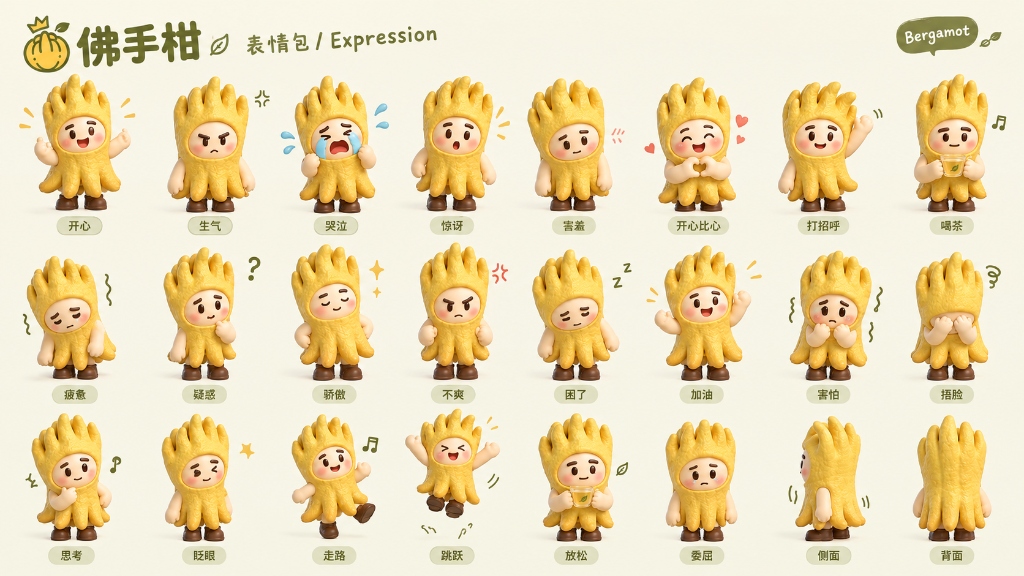 佛手柑
表情包 / Expression
Bergamot
开心
生气
哭泣
惊讶
害羞
开心比心
打招呼
喝茶
疲惫
疑惑
骄傲
不爽
困了
加油
害怕
捂脸
思考
眨眼
走路
跳跃
放松
委屈
侧面
背面